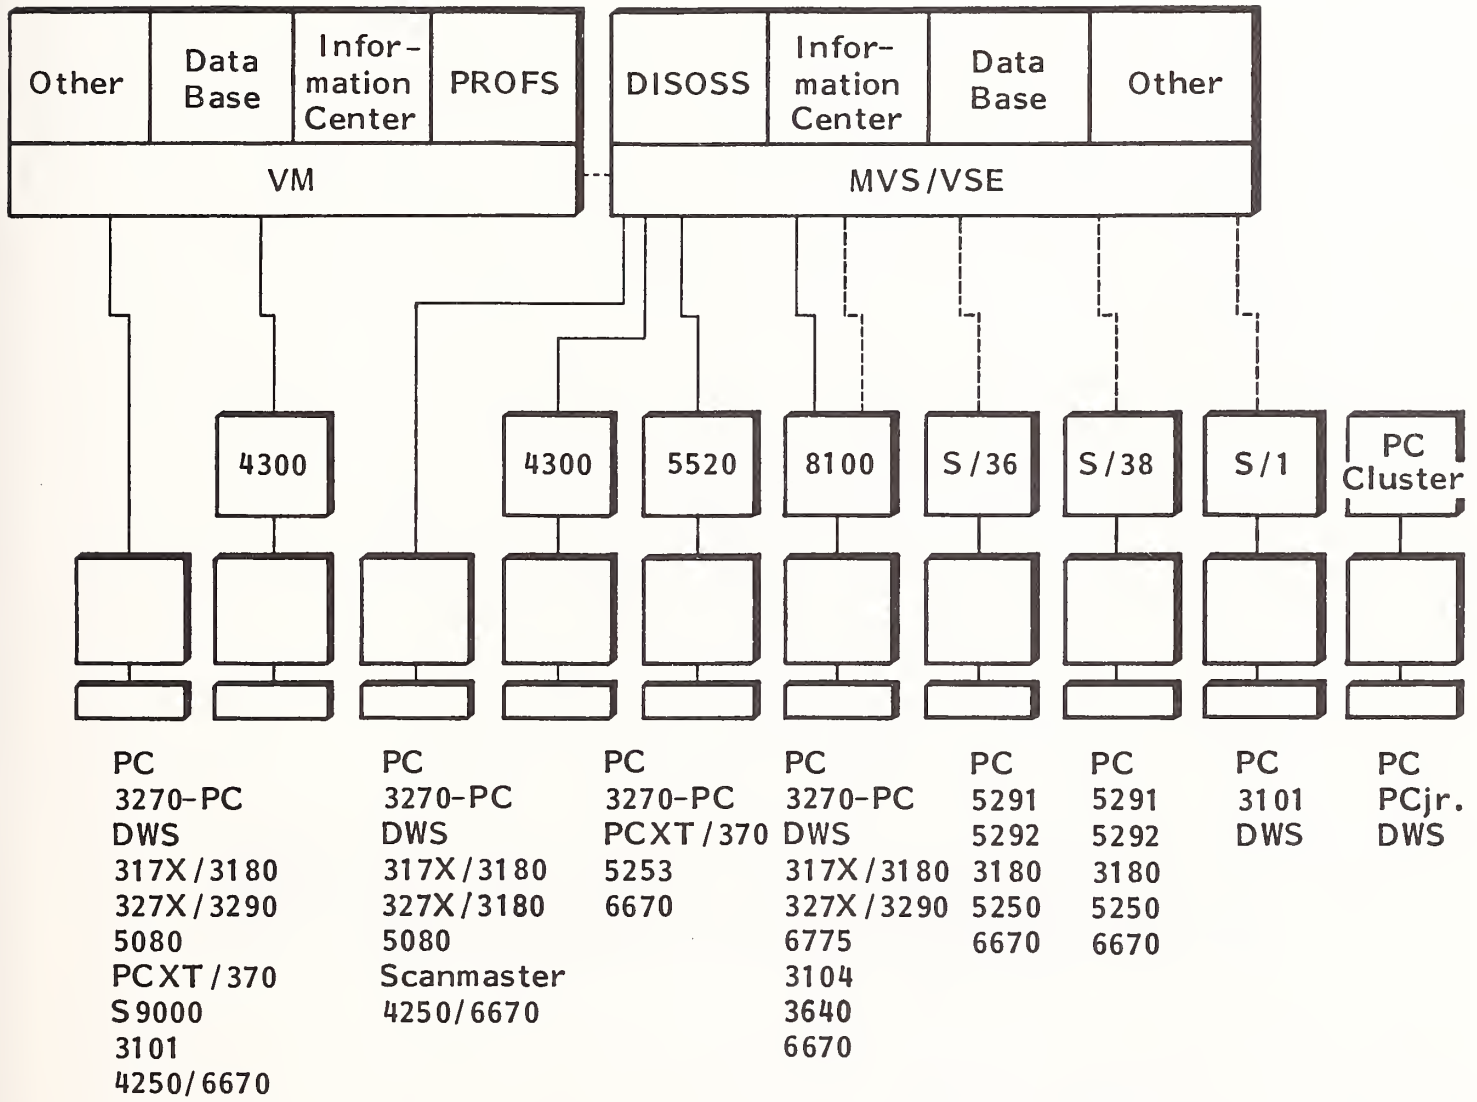 Other
Data
Base
Infor-
mation
Center
PROFS
DISOSS
Infor-
mation
Center
Data
Base
Other
VM
MVS/VSE
4300
4300
5520
8100
S/36
S/38
S/1
PC
Cluster
PC
3270-PC
DWS
317X/3180
327X/3290
5080
PCXT/370
S9000
3101
4250/6670
PC
3270-PC
DWS
317X/3180
327X/3180
5080
Scanmaster
4250/6670
PC
3270-PC
PCXT/370
5253
6670
PC
3270-PC
DWS
317X/3180
327X/3290
6775
3104
3640
6670
PC
5291
5292
3180
5250
6670
PC
5291
5292
3180
5250
6670
PC
3101
DWS
PC
PCjr.
DWS